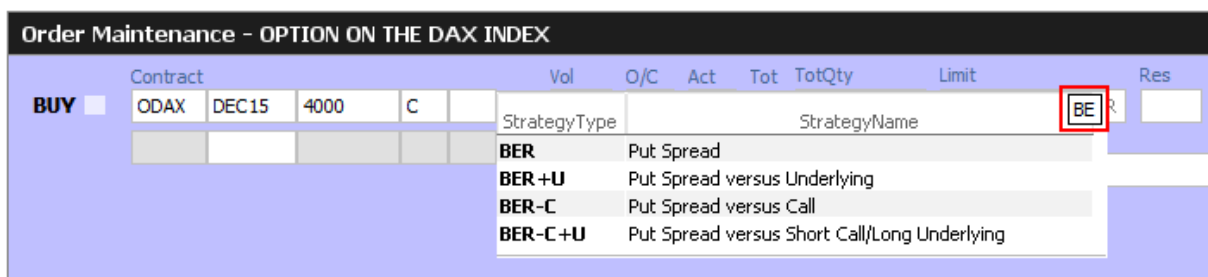 Order Maintenance - OPTION ON THE DAX INDEX
Contract Vol O/C Act Tot TotQty Limit Res
BUY ODAX DEC15 4000 C BE R
StrategyType StrategyName
BER Put Spread
BER+U Put Spread versus Underlying
BER-C Put Spread versus Call
BER-C+U Put Spread versus Short Call/Long Underlying